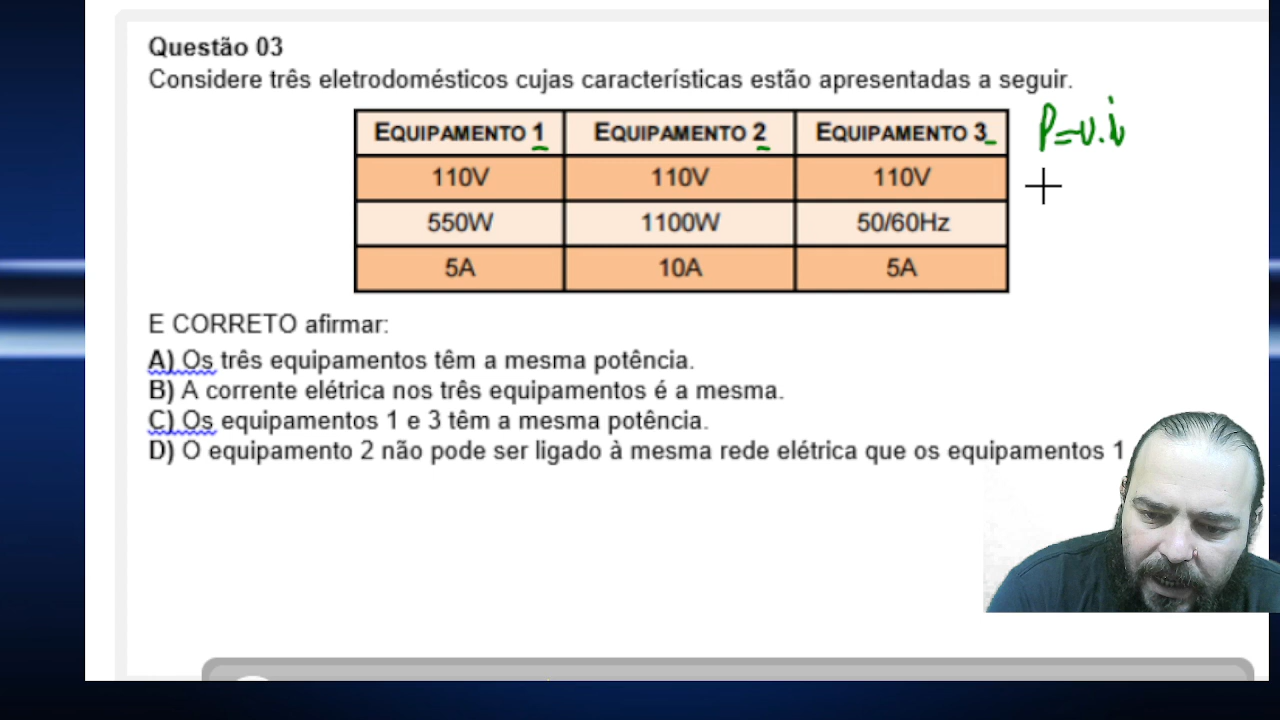 Questão 03
Considere três eletrodomésticos cujas características estão apresentadas a seguir.
EQUIPAMENTO 1 EQUIPAMENTO 2 EQUIPAMENTO 3
P=U.i
110V 110V 110V
550W 1100W 50/60Hz
5A 10A 5A
E CORRETO afirmar:
A) Os três equipamentos têm a mesma potência.
B) A corrente elétrica nos três equipamentos é a mesma.
C) Os equipamentos 1 e 3 têm a mesma potência.
D) O equipamento 2 não pode ser ligado à mesma rede elétrica que os equipamentos 1